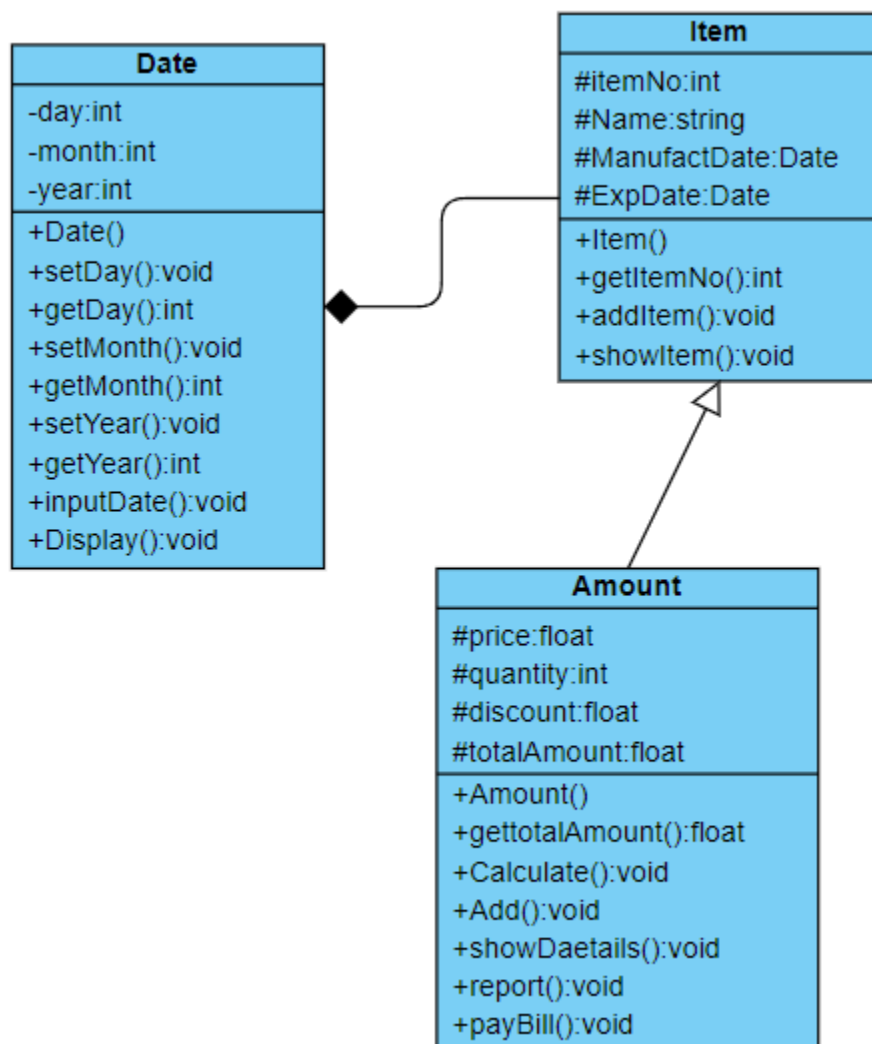 Date
-day:int
-month:int
-year:int
+Date()
+setDay():void
+getDay():int
+setMonth():void
+getMonth():int
+setYear():void
+getYear():int
+inputDate():void
+Display():void
Item
#itemNo:int
#Name:string
#ManufactDate:Date
#ExpDate:Date
+Item()
+getItemNo():int
+addItem():void
+showItem():void
Amount
#price:float
#quantity:int
#discount:float
#totalAmount:float
+Amount()
+gettotalAmount():float
+Calculate():void
+Add():void
+showDaetails():void
+report():void
+payBill():void